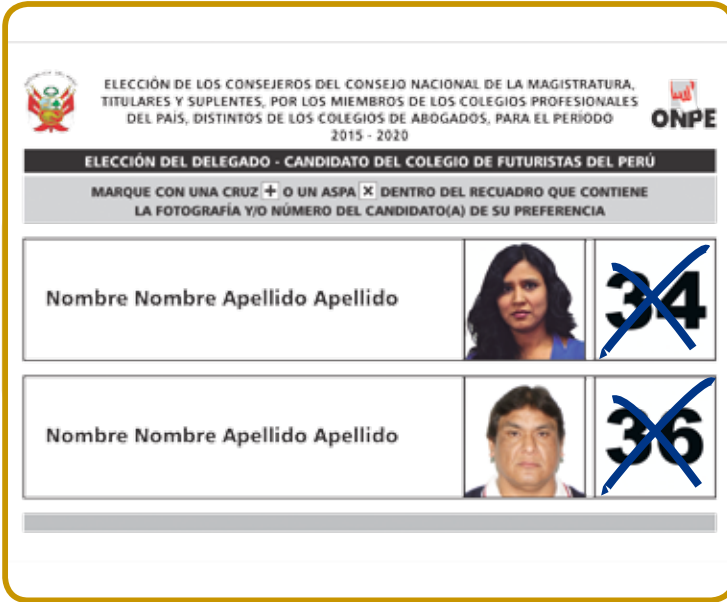 ELECCIÓN DE LOS CONSEJEROS DEL CONSEJO NACIONAL DE LA MAGISTRATURA,
TITULARES Y SUPLENTES, POR LOS MIEMBROS DE LOS COLEGIOS PROFESIONALES
DEL PAÍS, DISTINTOS DE LOS COLEGIOS DE ABOGADOS, PARA EL PERÍODO
2015 - 2020
ONPE
ELECCIÓN DEL DELEGADO - CANDIDATO DEL COLEGIO DE FUTURISTAS DEL PERÚ
MARQUE CON UNA CRUZ + O UN ASPA X DENTRO DEL RECUADRO QUE CONTIENE
LA FOTOGRAFÍA Y/O NÚMERO DEL CANDIDATO(A) DE SU PREFERENCIA
Nombre Nombre Apellido Apellido
34
Nombre Nombre Apellido Apellido
36